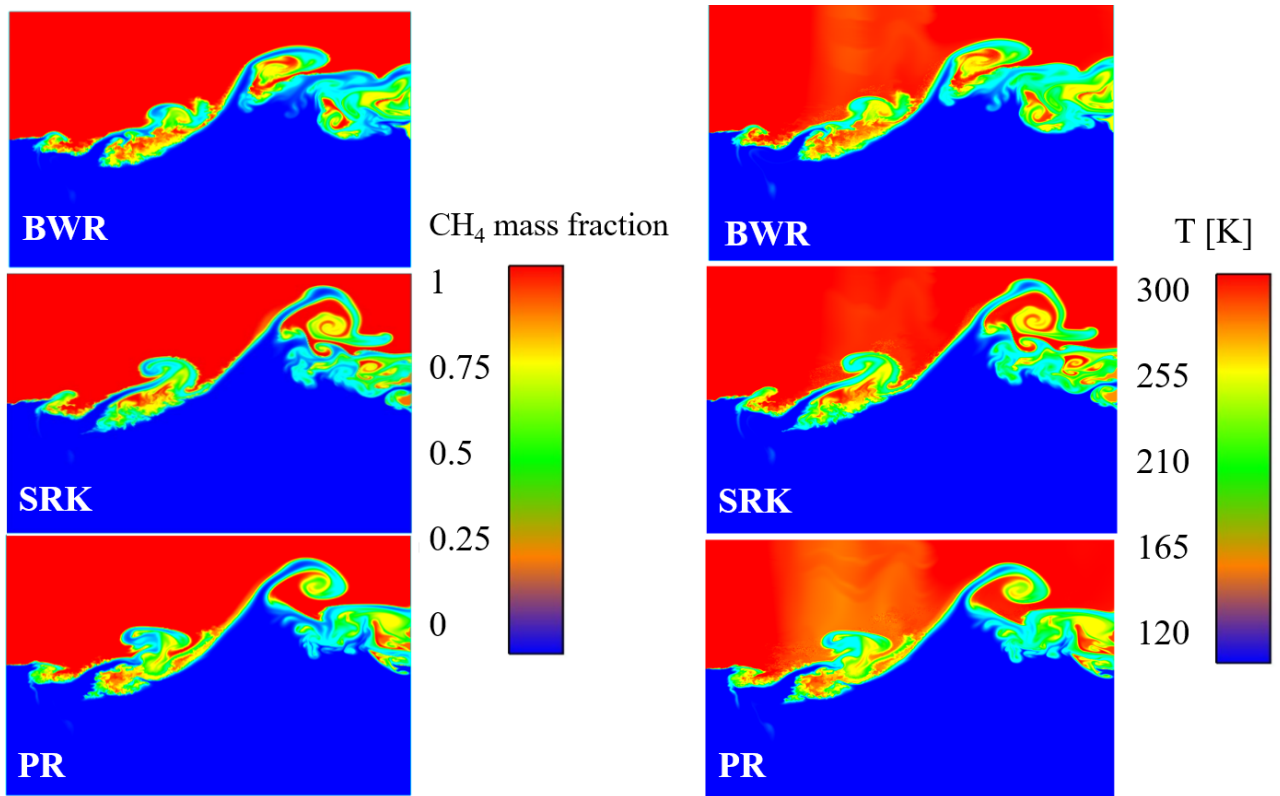 BWR
SRK
PR
CH₄ mass fraction
1
0.75
0.5
0.25
0
BWR
SRK
PR
T [K]
300
255
210
165
120